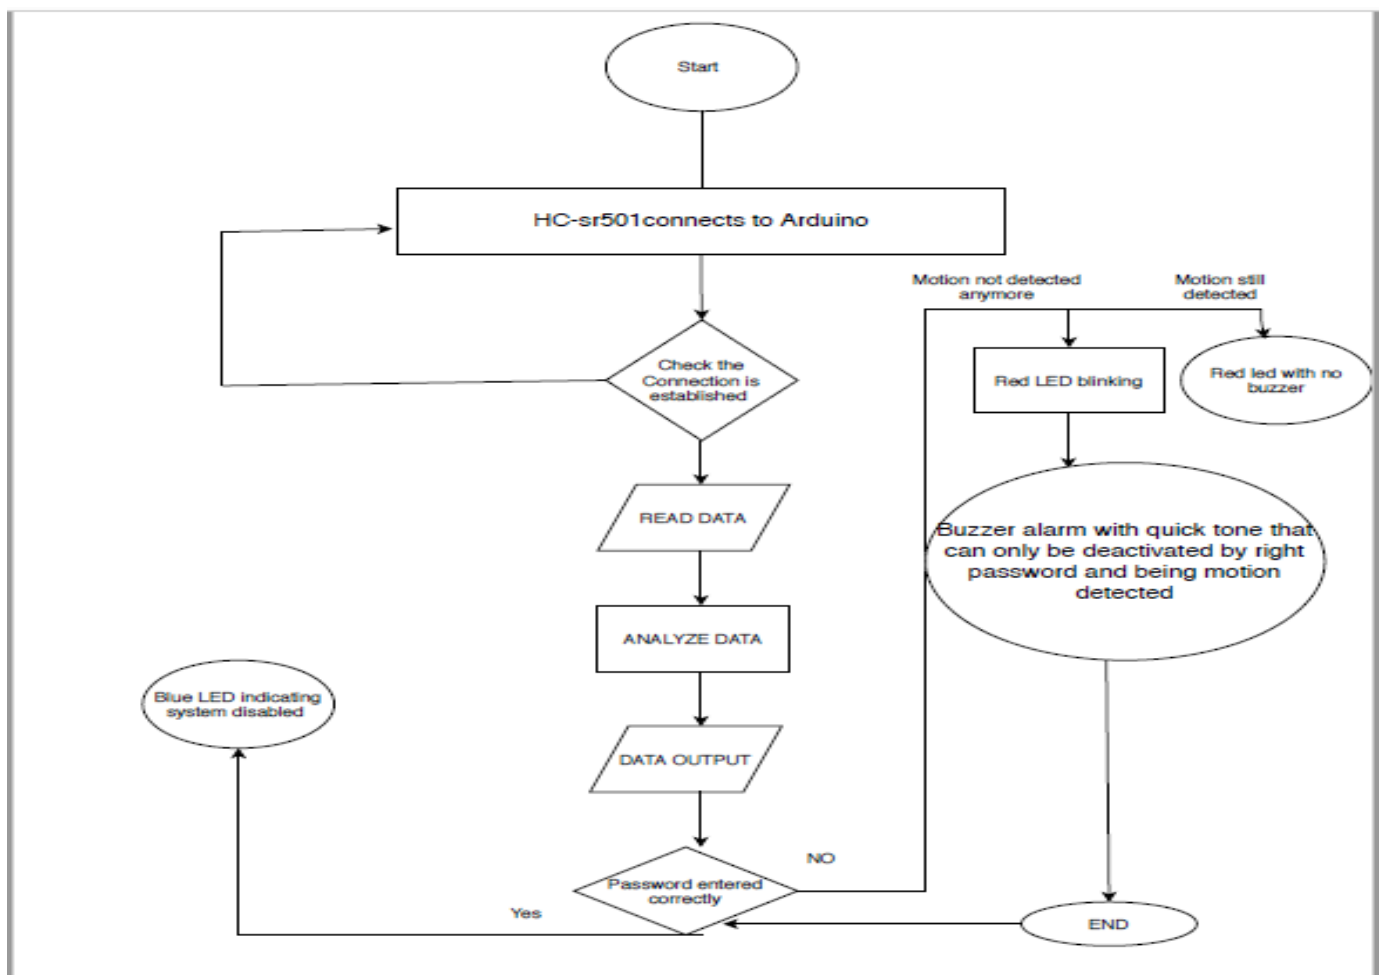 Start
HC-sr501connects to Arduino
Check the
Connection is
established
READ DATA
ANALYZE DATA
DATA OUTPUT
Password entered
correctly
Yes
Blue LED indicating
system disabled
NO
Motion not detected
anymore
Red LED blinking
Motion still
detected
Red led with no
buzzer
Buzzer alarm with quick tone that
can only be deactivated by right
password and being motion
detected
END